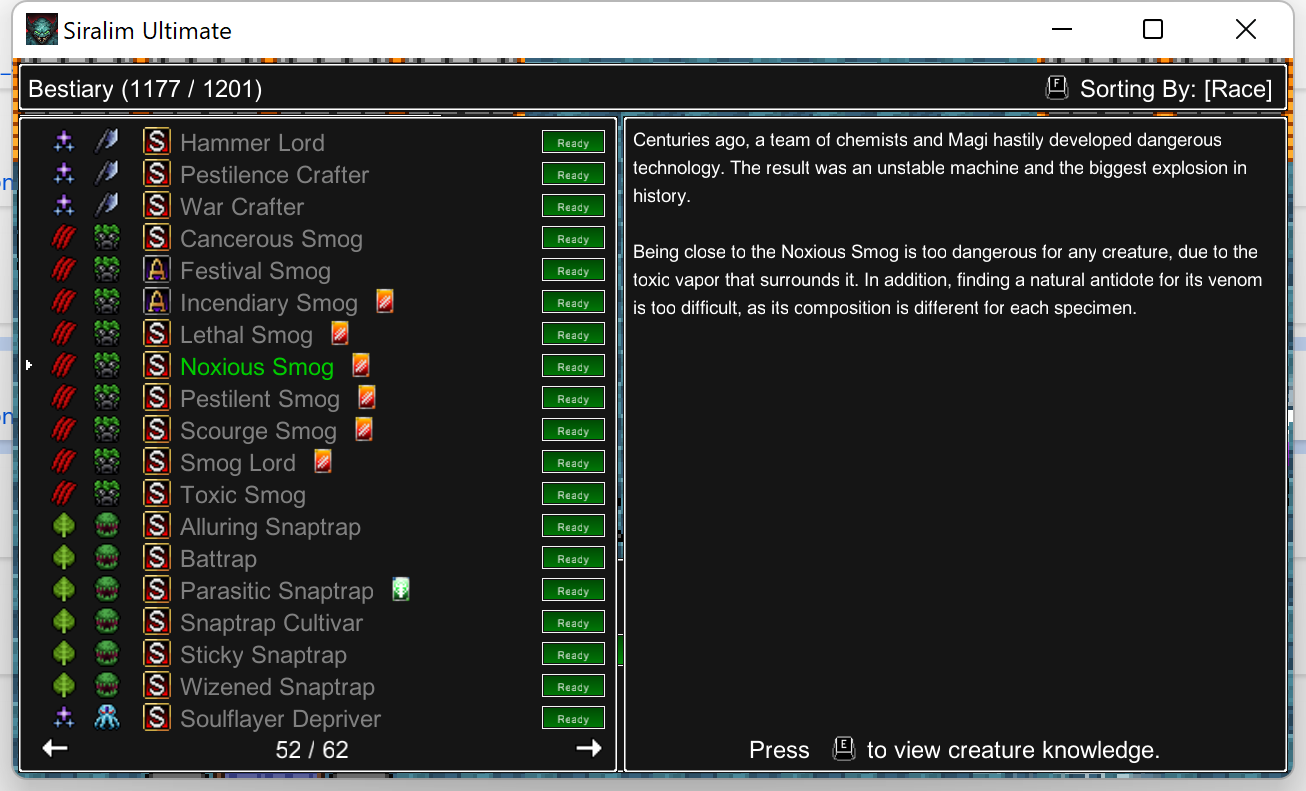 Siralim Ultimate
Bestiary (1177 / 1201)
F Sorting By: [Race]
S Hammer Lord Ready
S Pestilence Crafter Ready
S War Crafter Ready
S Cancerous Smog Ready
A Festival Smog Ready
A Incendiary Smog Ready
S Lethal Smog Ready
S Noxious Smog Ready
S Pestilent Smog Ready
S Scourge Smog Ready
S Smog Lord Ready
S Toxic Smog Ready
S Alluring Snaptrap Ready
S Battrap Ready
S Parasitic Snaptrap Ready
S Snaptrap Cultivar Ready
S Sticky Snaptrap Ready
S Wizened Snaptrap Ready
S Soulflayer Depriver Ready
52 / 62
Centuries ago, a team of chemists and Magi hastily developed dangerous
technology. The result was an unstable machine and the biggest explosion in
history.
Being close to the Noxious Smog is too dangerous for any creature, due to the
toxic vapor that surrounds it. In addition, finding a natural antidote for its venom
is too difficult, as its composition is different for each specimen.
Press E to view creature knowledge.